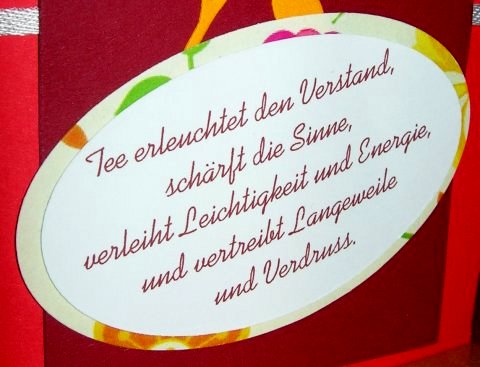 Tee erleuchtet den Verstand,
schärft die Sinne,
verleiht Leichtigkeit und Energie,
und vertreibt Langeweile
und Verdruss.